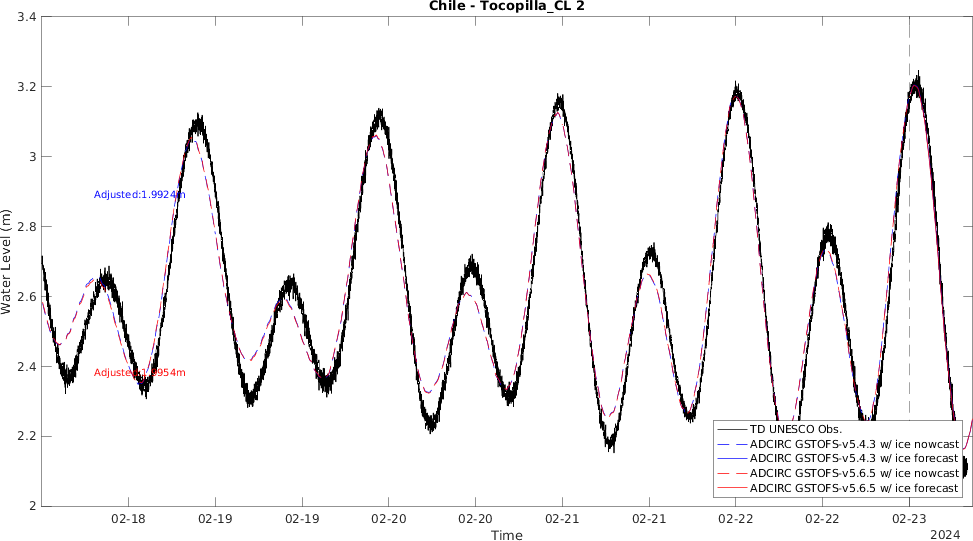 Chile - Tocopilla_CL 2
3.4
3.2
3
2.8
2.6
2.4
2.2
2
Water Level (m)
Adjusted:1.9924m
Adjusted:1.9954m
TD UNESCO Obs.
ADCIRC GSTOFS-v5.4.3 w/ ice nowcast
ADCIRC GSTOFS-v5.4.3 w/ ice forecast
ADCIRC GSTOFS-v5.6.5 w/ ice nowcast
ADCIRC GSTOFS-v5.6.5 w/ ice forecast
02-18 02-19 02-19 02-20 02-20 02-21 02-21 02-22 02-22 02-23
Time
2024